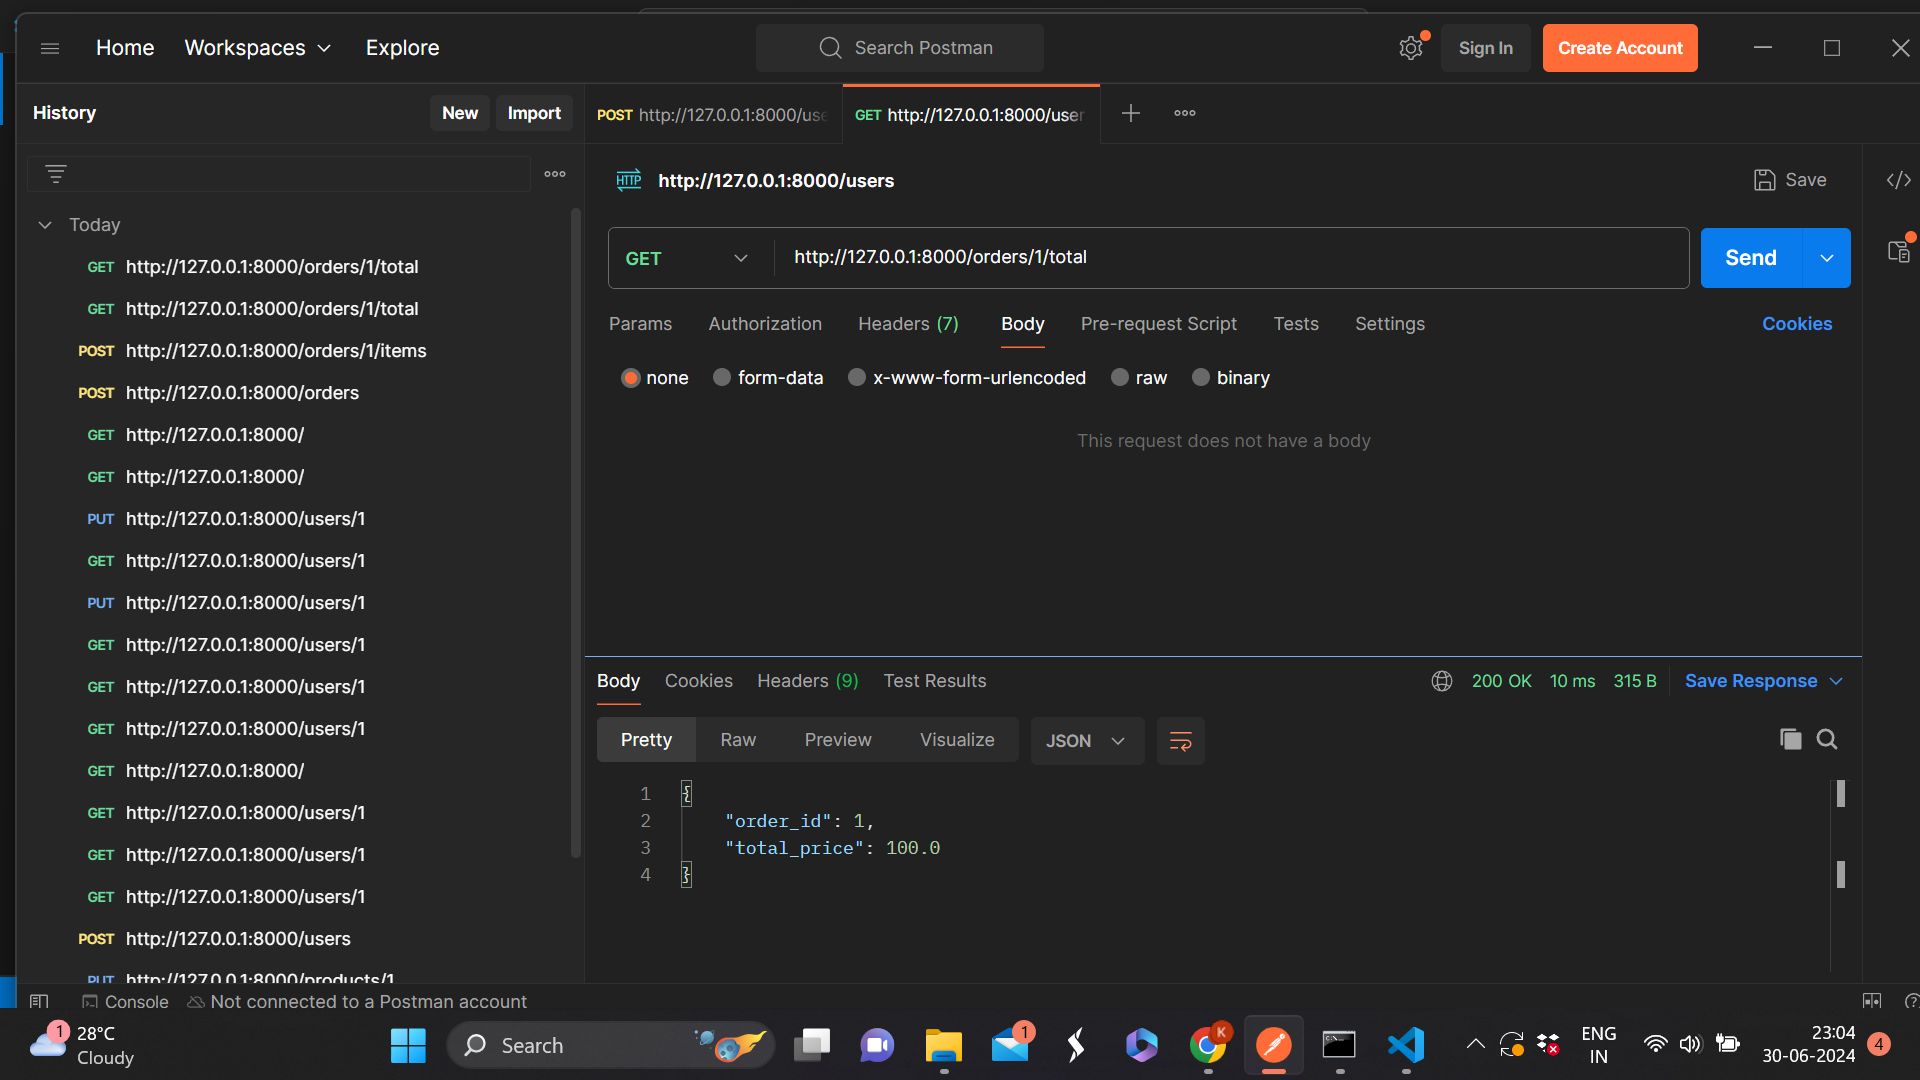 Home Workspaces Explore Search Postman Sign In Create Account
History New Import
POST http://127.0.0.1:8000/use GET http://127.0.0.1:8000/user
HTTP http://127.0.0.1:8000/users Save
GET http://127.0.0.1:8000/orders/1/total Send
Params Authorization Headers (7) Body Pre-request Script Tests Settings Cookies
none form-data x-www-form-urlencoded raw binary
This request does not have a body
Today
GET http://127.0.0.1:8000/orders/1/total
GET http://127.0.0.1:8000/orders/1/total
POST http://127.0.0.1:8000/orders/1/items
POST http://127.0.0.1:8000/orders
GET http://127.0.0.1:8000/
GET http://127.0.0.1:8000/
PUT http://127.0.0.1:8000/users/1
GET http://127.0.0.1:8000/users/1
PUT http://127.0.0.1:8000/users/1
GET http://127.0.0.1:8000/users/1
GET http://127.0.0.1:8000/users/1
GET http://127.0.0.1:8000/users/1
GET http://127.0.0.1:8000/
GET http://127.0.0.1:8000/users/1
GET http://127.0.0.1:8000/users/1
GET http://127.0.0.1:8000/users/1
POST http://127.0.0.1:8000/users
PUT http://127.0.0.1:8000/products/1
Body Cookies Headers (9) Test Results 200 OK 10 ms 315 B Save Response
Pretty Raw Preview Visualize JSON
1 {
2 "order_id": 1,
3 "total_price": 100.0
4 }
Console Not connected to a Postman account
1 28°C
Cloudy
Search
1
K
ENG
IN
23:04
30-06-2024
4